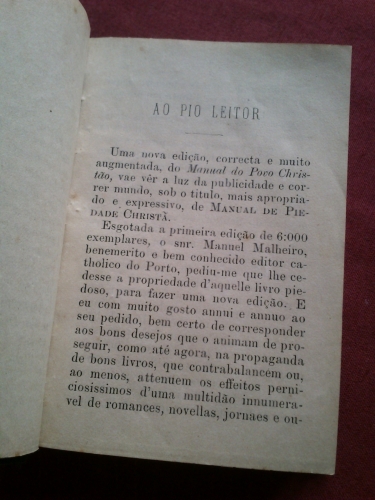 AO PIO LEITOR
Uma nova edição, correcta e muito
augmentada, do Manual do Povo Chris-
tão, vae vêr a luz da publicidade e cor-
rer mundo, sob o titulo, mais apropria-
do e expressivo, de MANUAL DE PIE-
DADE CHRISTÃ.
Esgotada a primeira edição de 6:000
exemplares, o snr. Manuel Malheiro,
benemerito e bem conhecido editor ca-
tholico do Porto, pediu-me que lhe ce-
desse a propriedade d'aquelle livro pie-
doso, para fazer uma nova edição. E
eu com muito gosto annui e annuo ao
seu pedido, bem certo de corresponder
aos bons desejos que o animam de pro-
seguir, como até agora, na propaganda
de bons livros, que contrabalancem ou,
ao menos, attenuem os effeitos perni-
ciosissimos d'uma multidão innumera-
vel de romances, novellas, jornaes e ou-